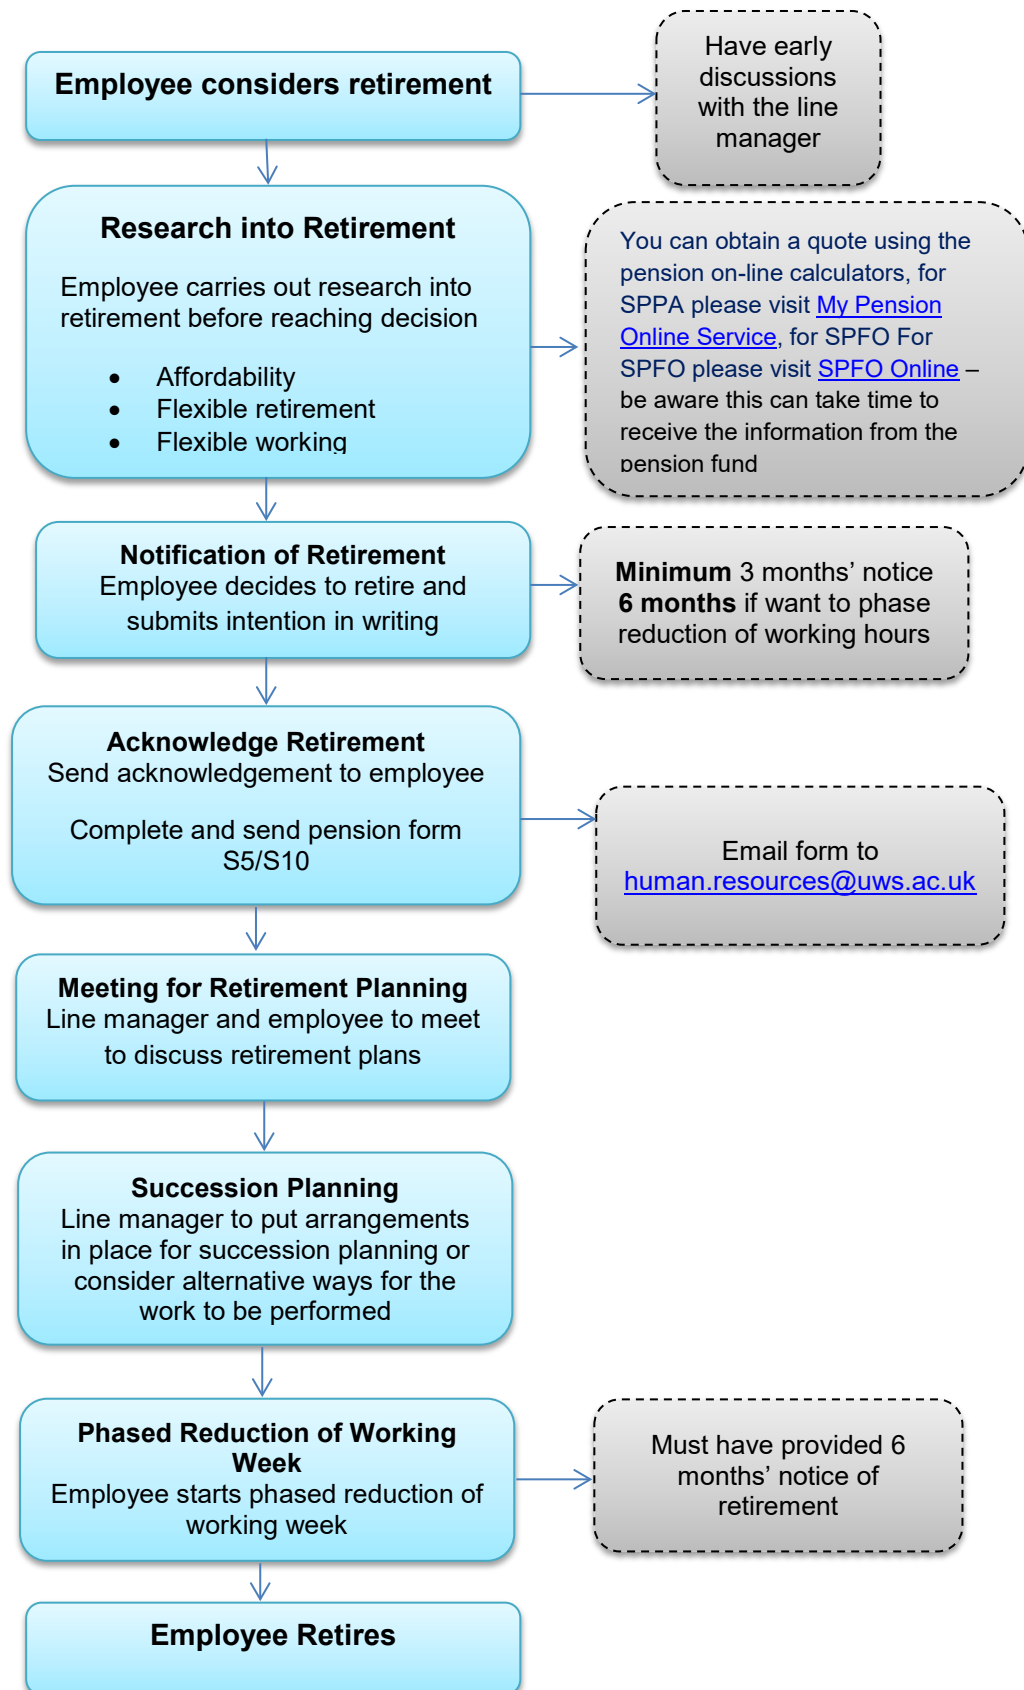 Employee considers retirement
Have early
discussions
with the line
manager
Research into Retirement
Employee carries out research into
retirement before reaching decision
• Affordability
• Flexible retirement
• Flexible working
You can obtain a quote using the
pension on-line calculators, for
SPPA please visit My Pension
Online Service, for SPFO For
SPFO please visit SPFO Online –
be aware this can take time to
receive the information from the
pension fund
Notification of Retirement
Employee decides to retire and
submits intention in writing
Minimum 3 months’ notice
6 months if want to phase
reduction of working hours
Acknowledge Retirement
Send acknowledgement to employee
Complete and send pension form
S5/S10
Email form to
human.resources@uws.ac.uk
Meeting for Retirement Planning
Line manager and employee to meet
to discuss retirement plans
Succession Planning
Line manager to put arrangements
in place for succession planning or
consider alternative ways for the
work to be performed
Phased Reduction of Working
Week
Employee starts phased reduction of
working week
Must have provided 6
months’ notice of
retirement
Employee Retires